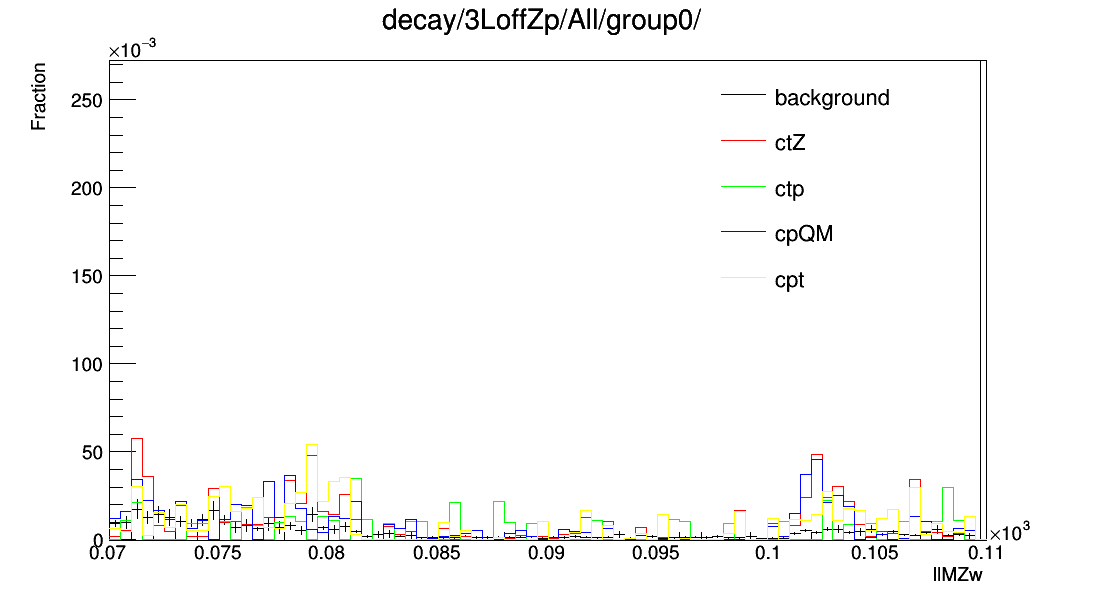 decay/3LoffZp/All/group0/
×10⁻³
Fraction
250
200
150
100
50
0
background
ctZ
ctp
cpQM
cpt
0.07 0.075 0.08 0.085 0.09 0.095 0.1 0.105 0.11 ×10³
llMZw